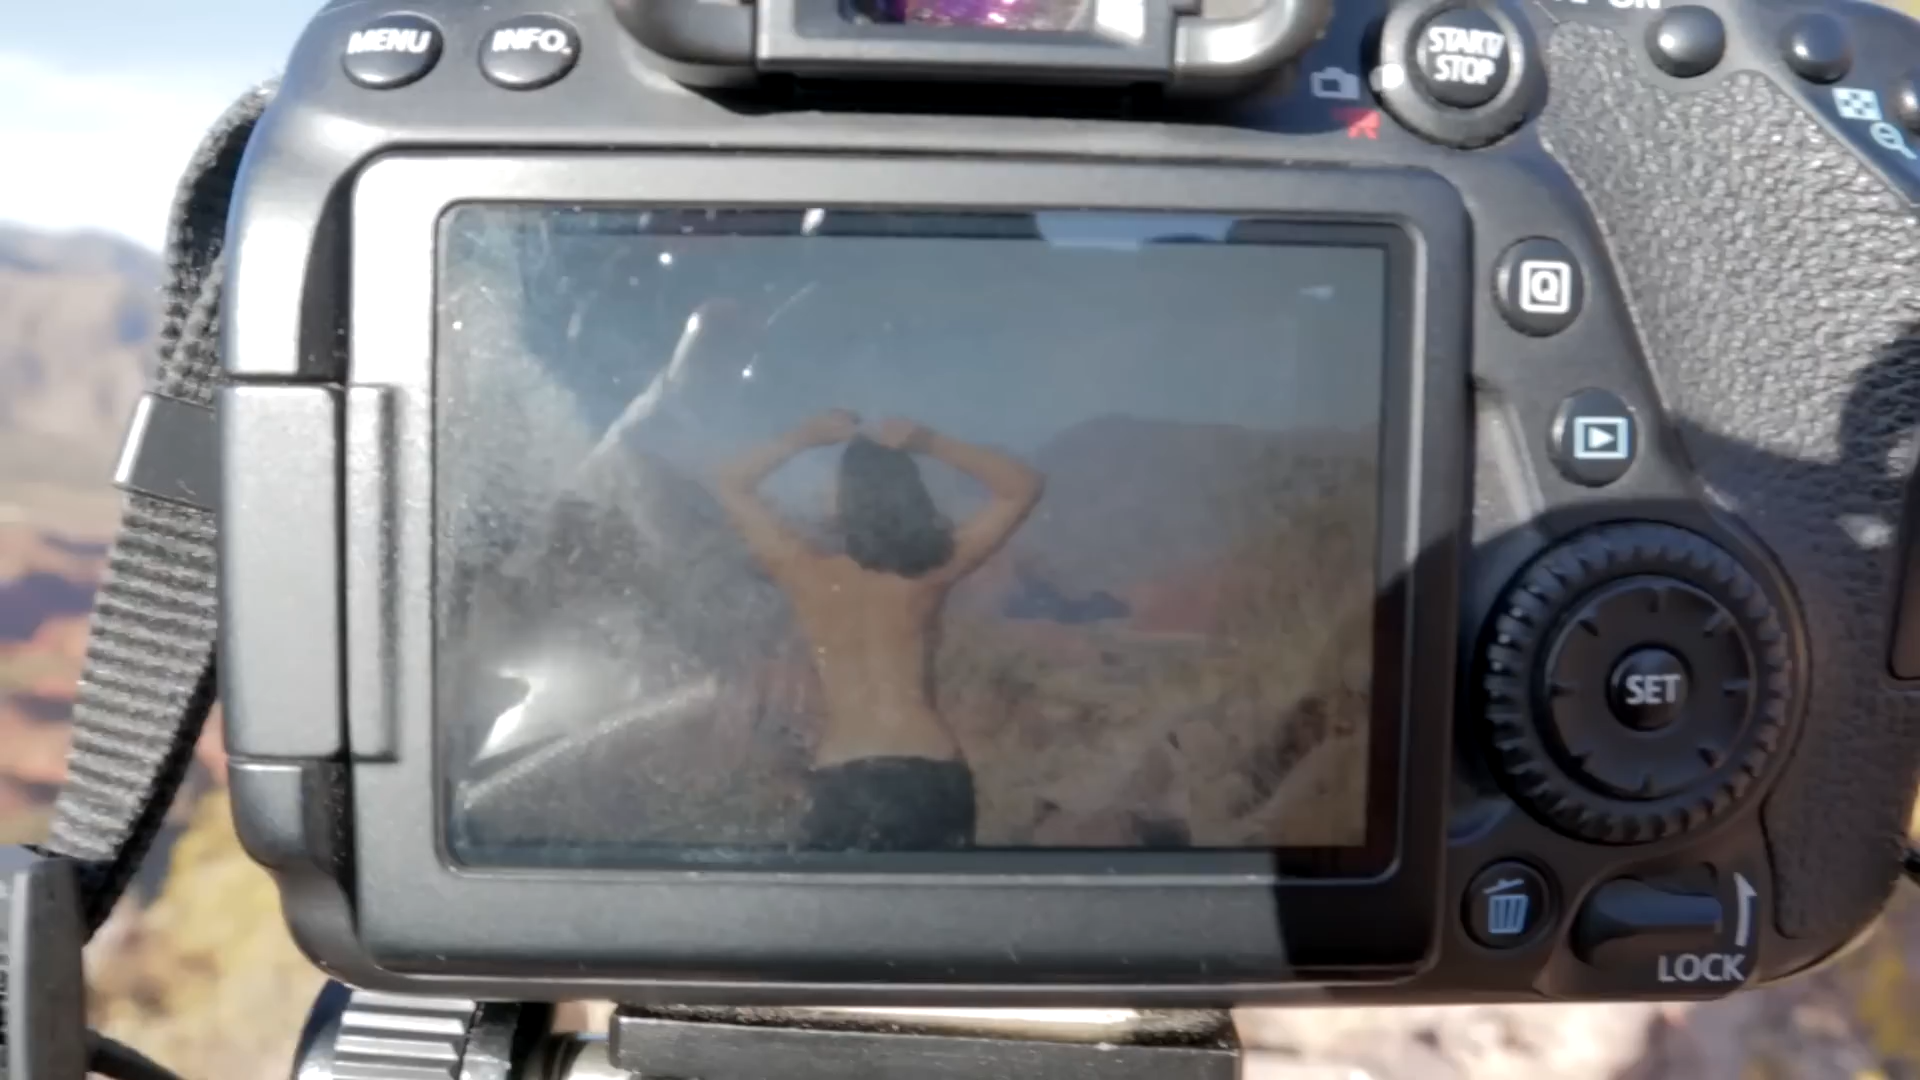 MENU
INFO.
START/
STOP
Q
SET
LOCK